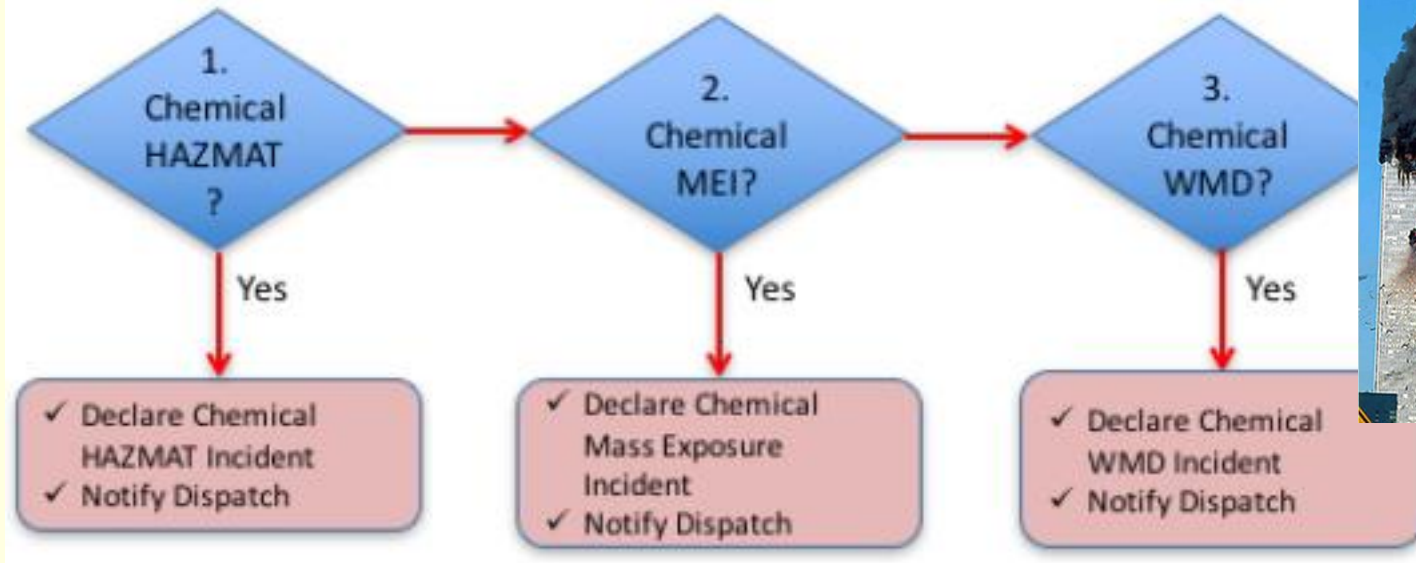 1.
Chemical
HAZMAT
?
2.
Chemical
MEI?
3.
Chemical
WMD?
Yes
Yes
Yes
✓ Declare Chemical
HAZMAT Incident
✓ Notify Dispatch
✓ Declare Chemical
Mass Exposure
Incident
✓ Notify Dispatch
✓ Declare Chemical
WMD Incident
✓ Notify Dispatch